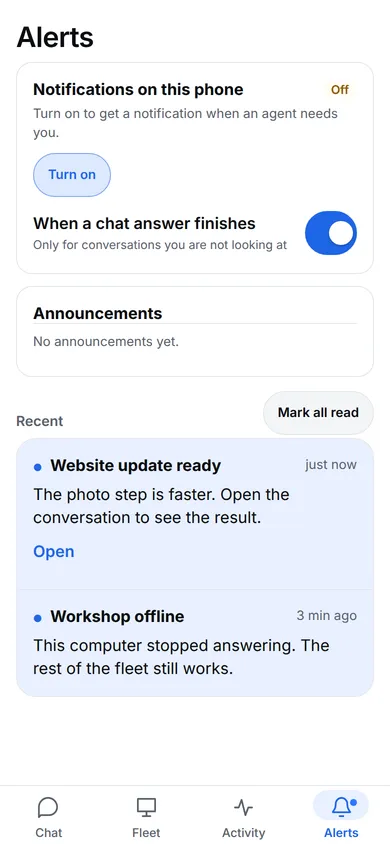 Alerts
Notifications on this phone
Off
Turn on to get a notification when an agent needs
you.
Turn on
When a chat answer finishes
Only for conversations you are not looking at
Announcements
No announcements yet.
Recent
Mark all read
Website update ready
just now
The photo step is faster. Open the
conversation to see the result.
Open
Workshop offline
3 min ago
This computer stopped answering. The
rest of the fleet still works.
Chat
Fleet
Activity
Alerts